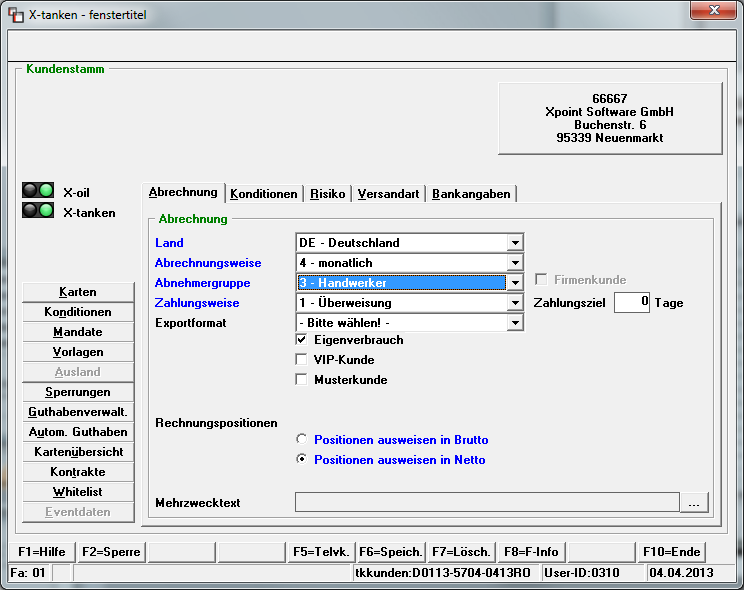 X-tanken - fenstertitel
Kundenstamm
66667
Xpoint Software GmbH
Buchenstr. 6
95339 Neuenmarkt
X-oil
X-tanken
Abrechnung Konditionen Risiko Versandart Bankangaben
Abrechnung
Land DE - Deutschland
Abrechnungsweise 4 - monatlich
Abnehmergruppe 3 - Handwerker Firmenkunde
Zahlungsweise 1 - Überweisung Zahlungsziel 0 Tage
Exportformat - Bitte wählen! -
Eigenverbrauch
VIP-Kunde
Musterkunde
Rechnungspositionen
Positionen ausweisen in Brutto
Positionen ausweisen in Netto
Mehrzwecktext ...
Karten
Konditionen
Mandate
Vorlagen
Ausland
Sperrungen
Guthabenverwalt.
Autom. Guthaben
Kartenübersicht
Kontrakte
Whitelist
Eventdaten
F1=Hilfe F2=Sperre F5=Telvk. F6=Speich. F7=Lösch. F8=F-Info F10=Ende
Fa: 01 tkkunden:D0113-5704-0413RO User-ID:0310 04.04.2013